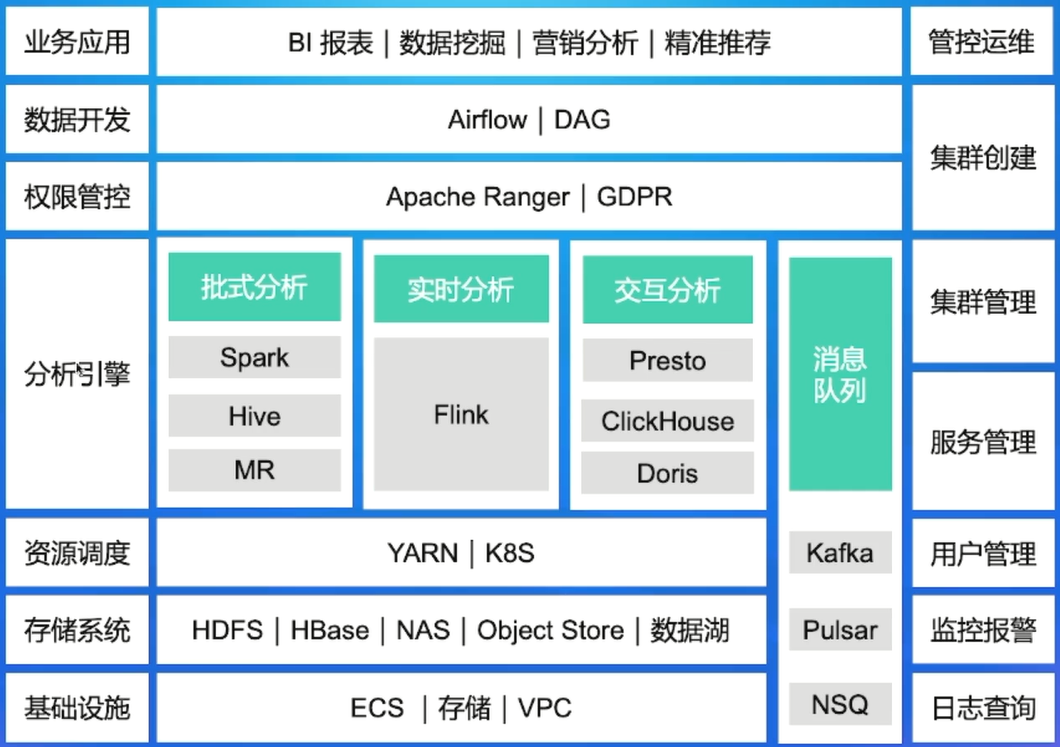 业务应用
BI 报表｜数据挖掘｜营销分析｜精准推荐
管控运维
数据开发
Airflow｜DAG
集群创建
权限管控
Apache Ranger｜GDPR
分析引擎
批式分析
Spark
Hive
MR
实时分析
Flink
交互分析
Presto
ClickHouse
Doris
消息
队列
Kafka
Pulsar
NSQ
集群管理
服务管理
资源调度
YARN｜K8S
用户管理
存储系统
HDFS｜HBase｜NAS｜Object Store｜数据湖
监控报警
基础设施
ECS ｜存储｜VPC
日志查询